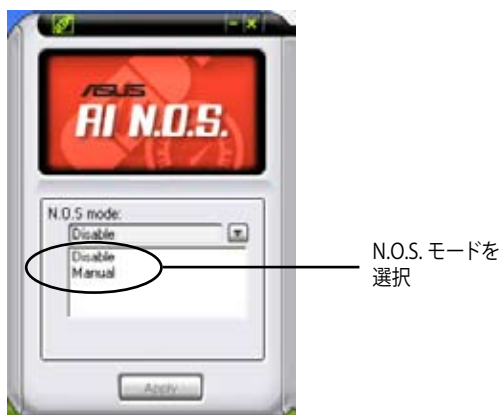 ASUS
AI N.O.S.
N.O.S mode:
Disable
Disable
Manual
Apply
N.O.S. モードを
選択